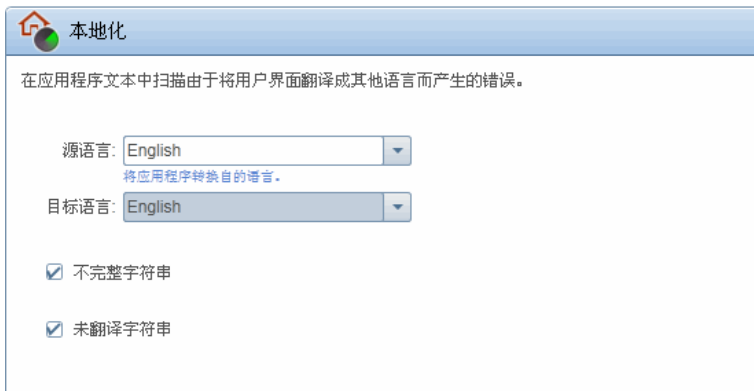 本地化
在应用程序文本中扫描由于将用户界面翻译成其他语言而产生的错误。
源语言: English
将应用程序转换自的语言。
目标语言: English
不完整字符串
未翻译字符串